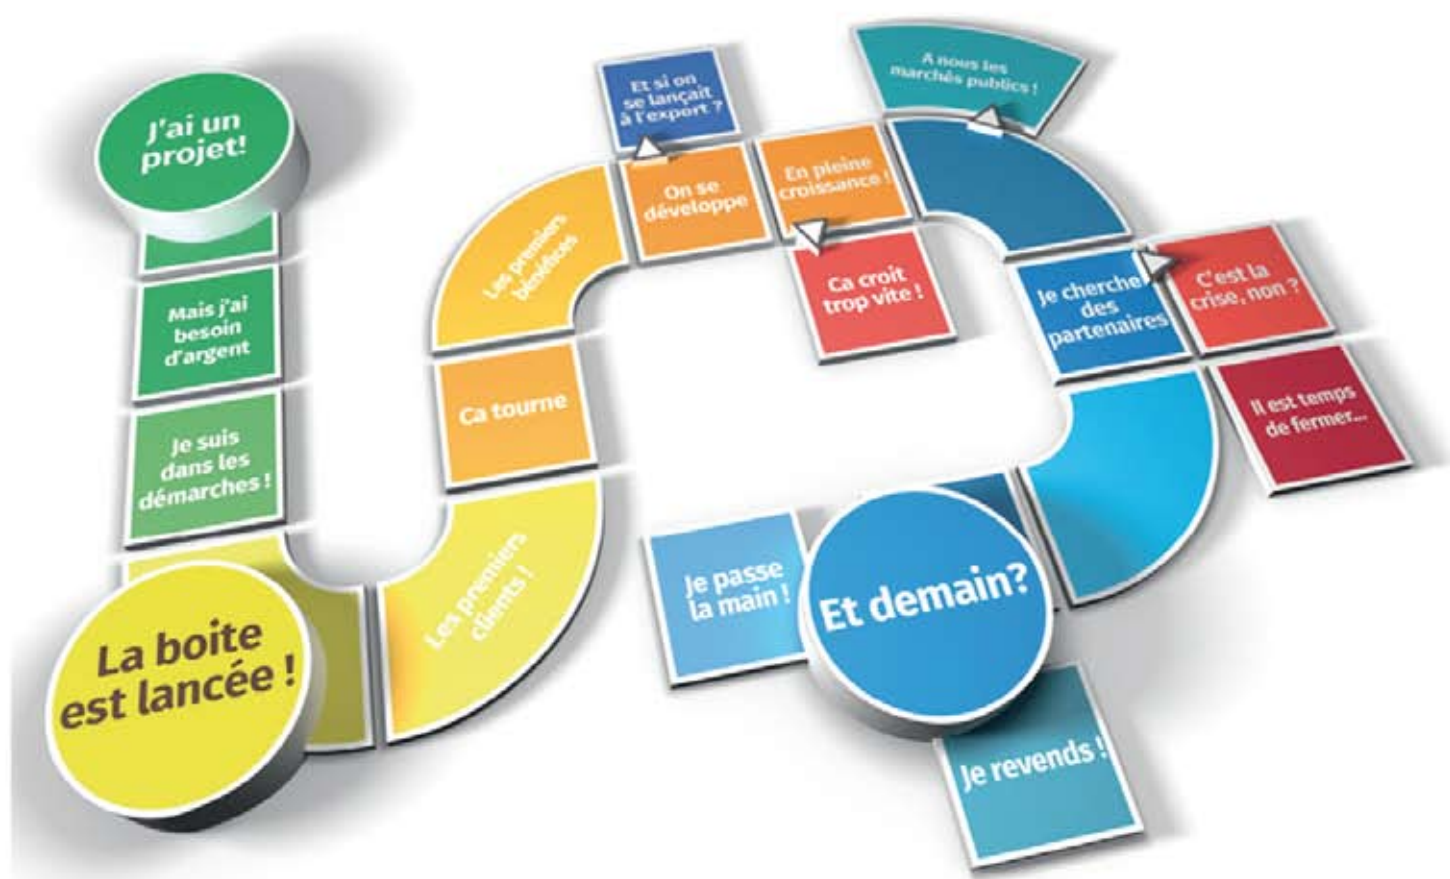 J'ai un
projet!
Mais j'ai
besoin
d'argent
Je suis
dans les
démarches !
La boite
est lancée !
Les premiers
clients !
Ca tourne
Les premiers
bénéfices
On se
développe
Et si on
se lançait
à l'export ?
En pleine
croissance !
Ca croit
trop vite !
A nous les
marchés publics !
Je cherche
des
partenaires
C'est la
crise, non ?
Il est temps
de fermer...
Et demain?
Je passe
la main !
Je revends !